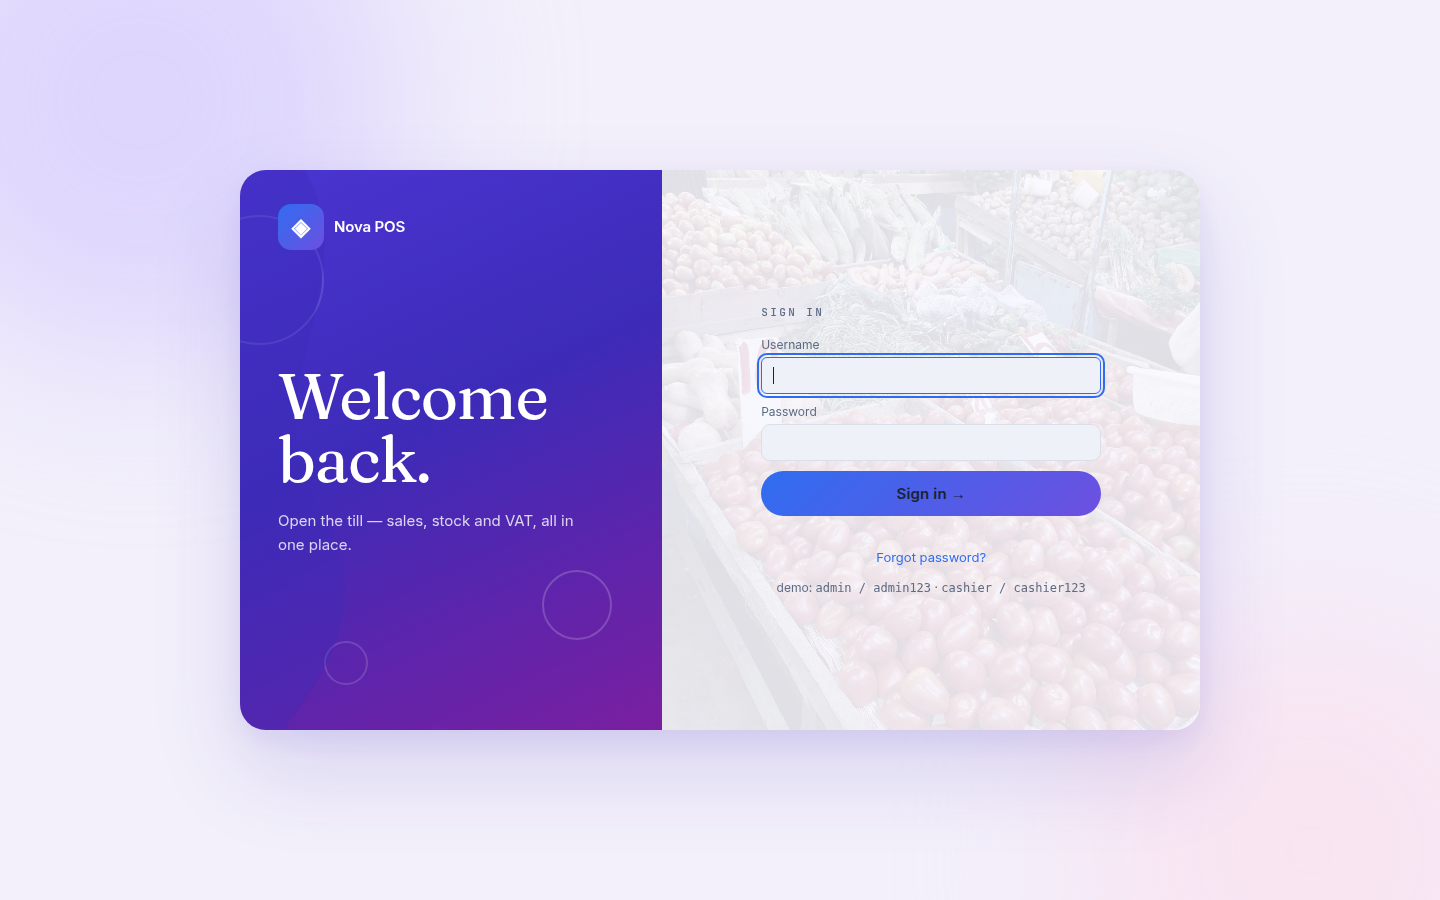 Nova POS
Welcome
back.
Open the till — sales, stock and VAT, all in
one place.
SIGN IN
Username
Password
Sign in →
Forgot password?
demo: admin / admin123 · cashier / cashier123